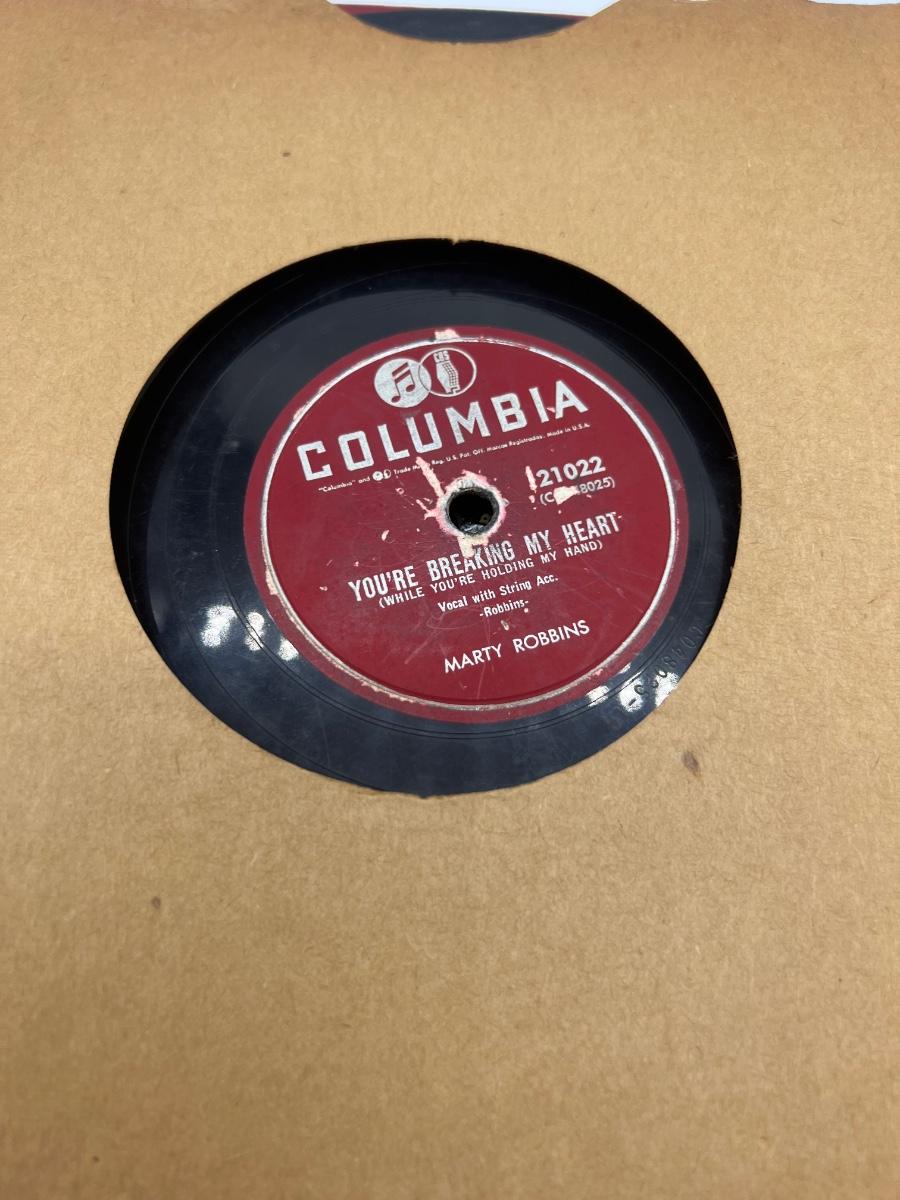 CBS
COLUMBIA
"Columbia" and Trade Reg. U.S. Pat. Off. Marcas Registradas. Made in U.S.A.
21022
YOU'RE BREAKING MY HEART
(WHILE YOU'RE HOLDING MY HAND)
Vocal with String Acc.
-Robbins-
MARTY ROBBINS